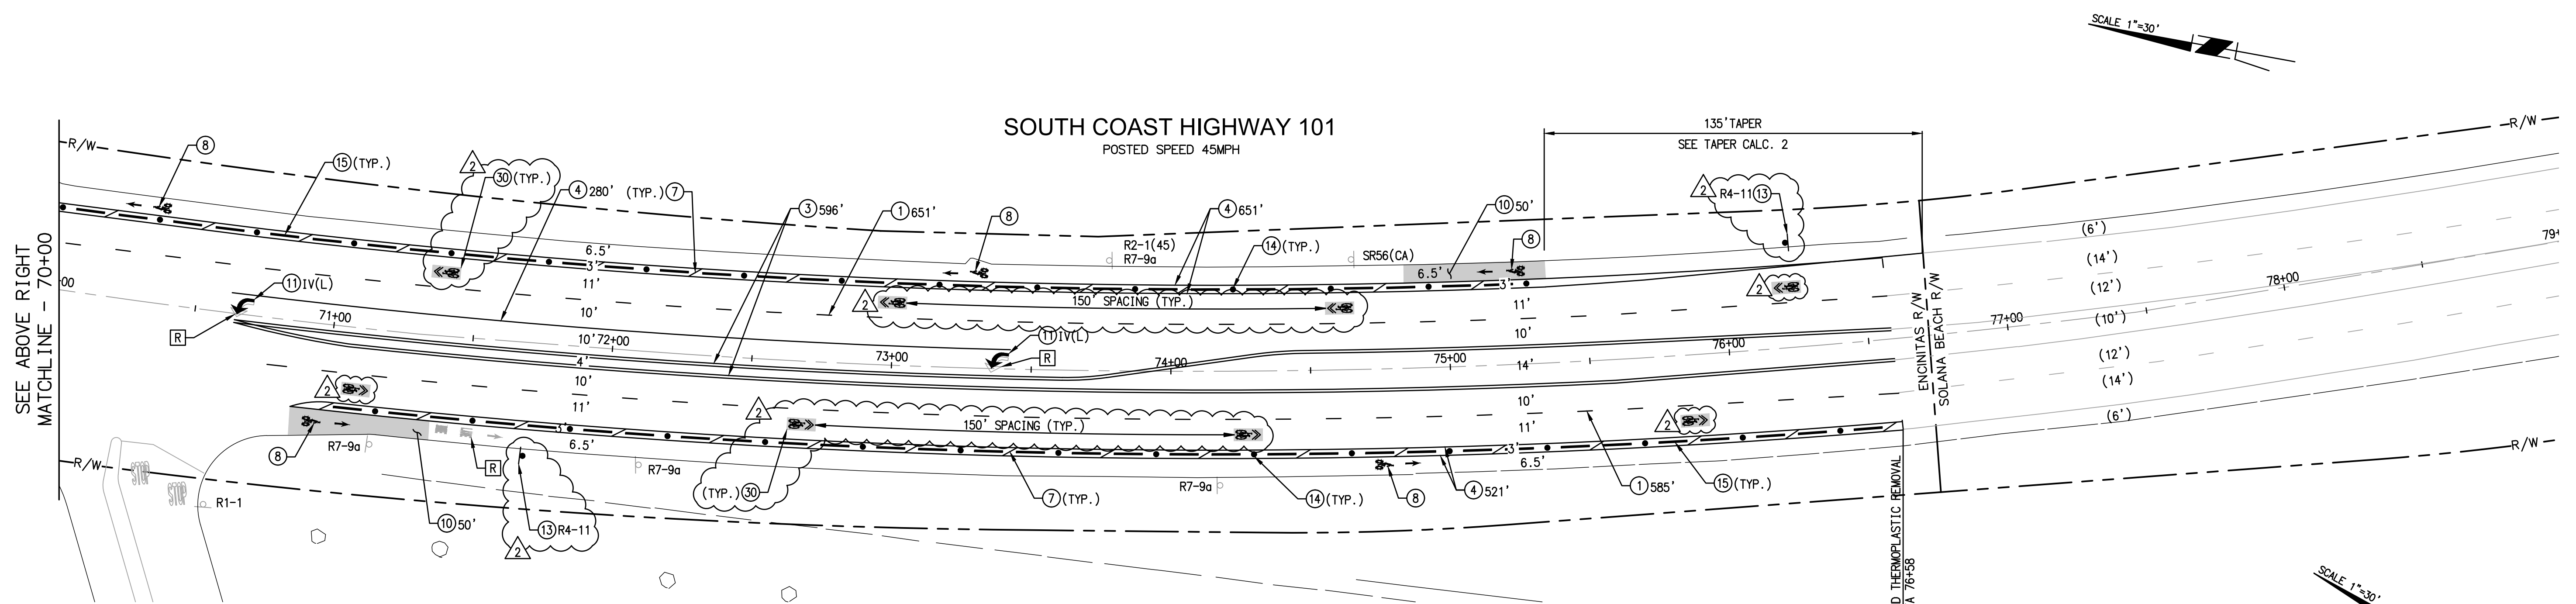 SCALE 1"=30'
SOUTH COAST HIGHWAY 101
POSTED SPEED 45MPH
135'TAPER
SEE TAPER CALC. 2
R/W
R/W
8
15 (TYP.)
2
30 (TYP.)
4 280'
(TYP.) 7
3 596'
1 651'
8
4 651'
R2-1(45)
R7-9a
14 (TYP.)
SR56(CA)
10 50'
8
2
R4-11 13
SEE ABOVE RIGHT
MATCHLINE - 70+00
6.5'
3'
11'
10'
6.5'
3'
11'
10'
2
150' SPACING (TYP.)
2
(6')
(14')
(12')
(10')
(12')
(14')
(6')
79+
78+00
77+00
76+00
75+00
74+00
73+00
10'
72+00
71+00
00
11 IV(L)
R
11 IV(L)
R
4'
10'
11'
3'
6.5'
14'
10'
11'
3'
6.5'
ENCINITAS R/W
SOLANA BEACH R/W
2
2
150' SPACING (TYP.)
2
8
R7-9a
R
R7-9a
(TYP.) 30
7 (TYP.)
R7-9a
14 (TYP.)
8
4 521'
1 585'
15 (TYP.)
R/W
R/W
STOP
STOP
R1-1
10 50'
13 R4-11
2
D THERMOPLASTIC REMOVAL
A 76+58
SCALE 1"=30'